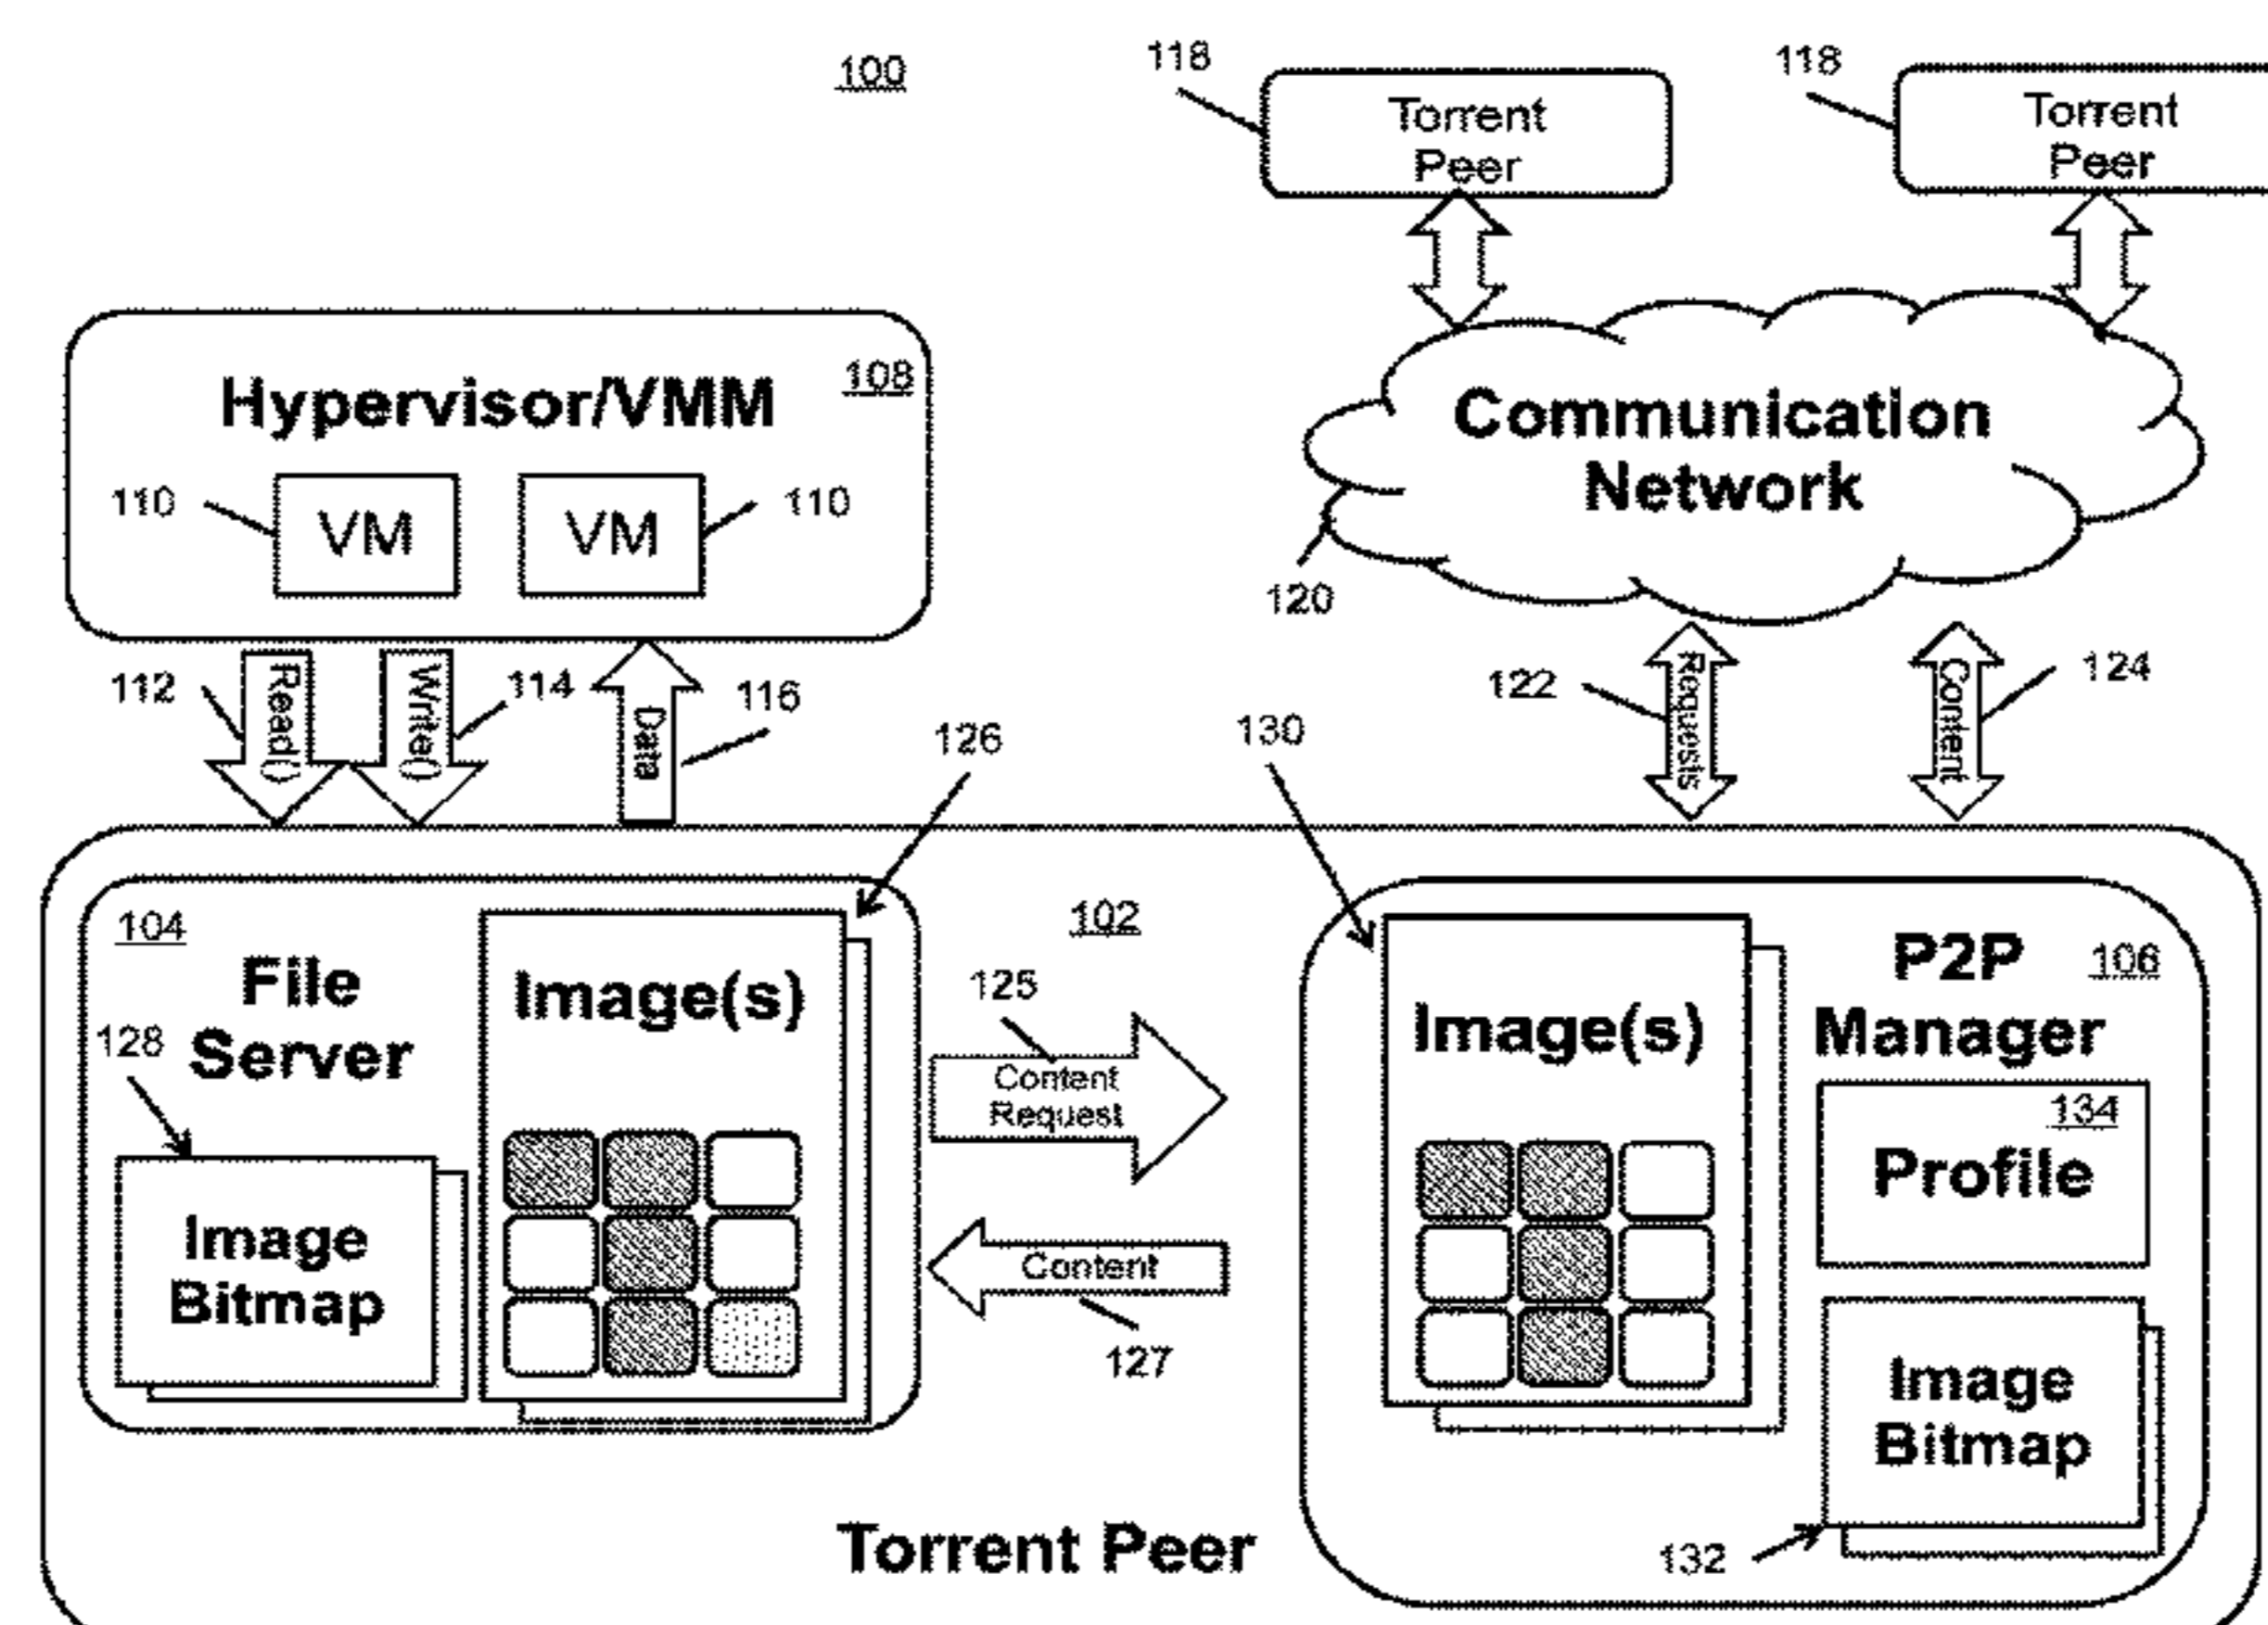 100
118
Torrent
Peer
118
Torrent
Peer
Hypervisor/VMM
108
110
VM
VM
110
Communication
Network
120
112
Read()
Write()
114
Data
116
126
130
122
Requests
Content
124
104
File
Server
128
Image
Bitmap
Image(s)
102
125
Content
Request
Content
127
Image(s)
P2P
Manager
106
134
Profile
Image
Bitmap
132
Torrent Peer